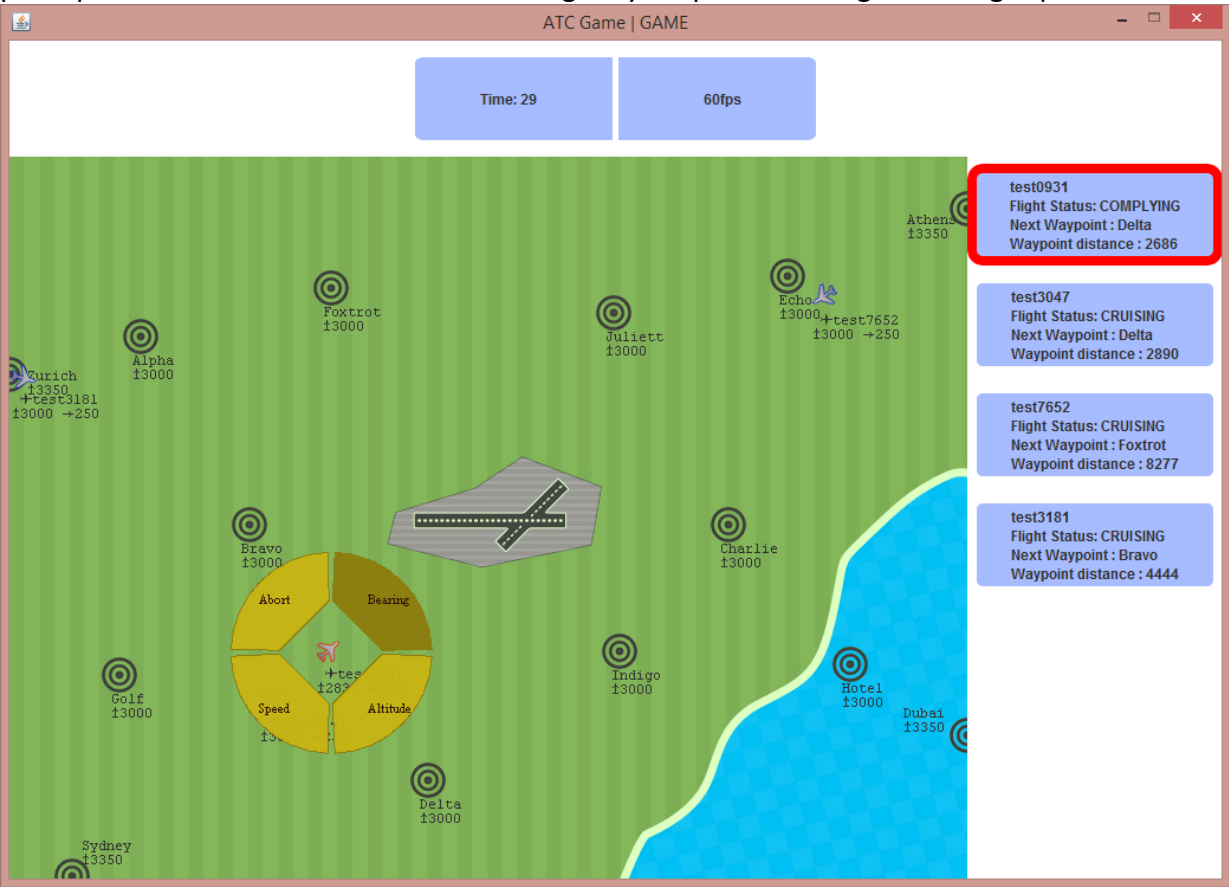 ATC Game | GAME
Time: 29
60fps
test0931
Flight Status: COMPLYING
Next Waypoint : Delta
Waypoint distance : 2686
test3047
Flight Status: CRUISING
Next Waypoint : Delta
Waypoint distance : 2890
test7652
Flight Status: CRUISING
Next Waypoint : Foxtrot
Waypoint distance : 8277
test3181
Flight Status: CRUISING
Next Waypoint : Bravo
Waypoint distance : 4444
Athens
‡3350
Echo
‡3000
✈test7652
‡3000 →250
Foxtrot
‡3000
Juliett
‡3000
Alpha
‡3000
Zurich
‡3350
✈test3181
‡3000 →250
Bravo
‡3000
Charlie
‡3000
Abort
Bearing
Speed
Altitude
Golf
‡3000
Indigo
‡3000
Hotel
‡3000
Dubai
‡3350
Delta
‡3000
Sydney
‡3350